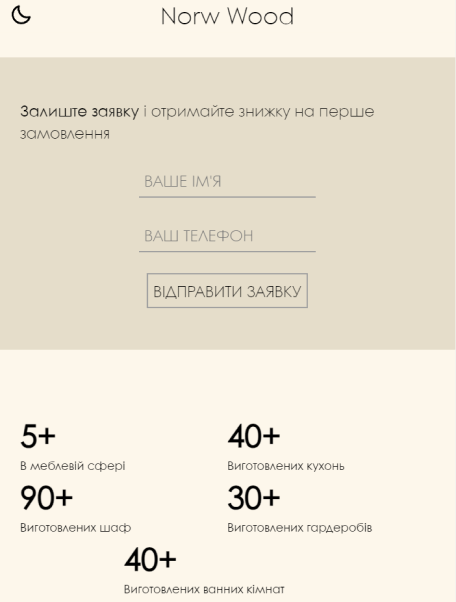 Norw Wood
Залиште заявку і отримайте знижку на перше
замовлення
ВАШЕ ІМ'Я
ВАШ ТЕЛЕФОН
ВІДПРАВИТИ ЗАЯВКУ
5+
В меблевій сфері
40+
Виготовлених кухонь
90+
Виготовлених шаф
30+
Виготовлених гардеробів
40+
Виготовлених ванних кімнат